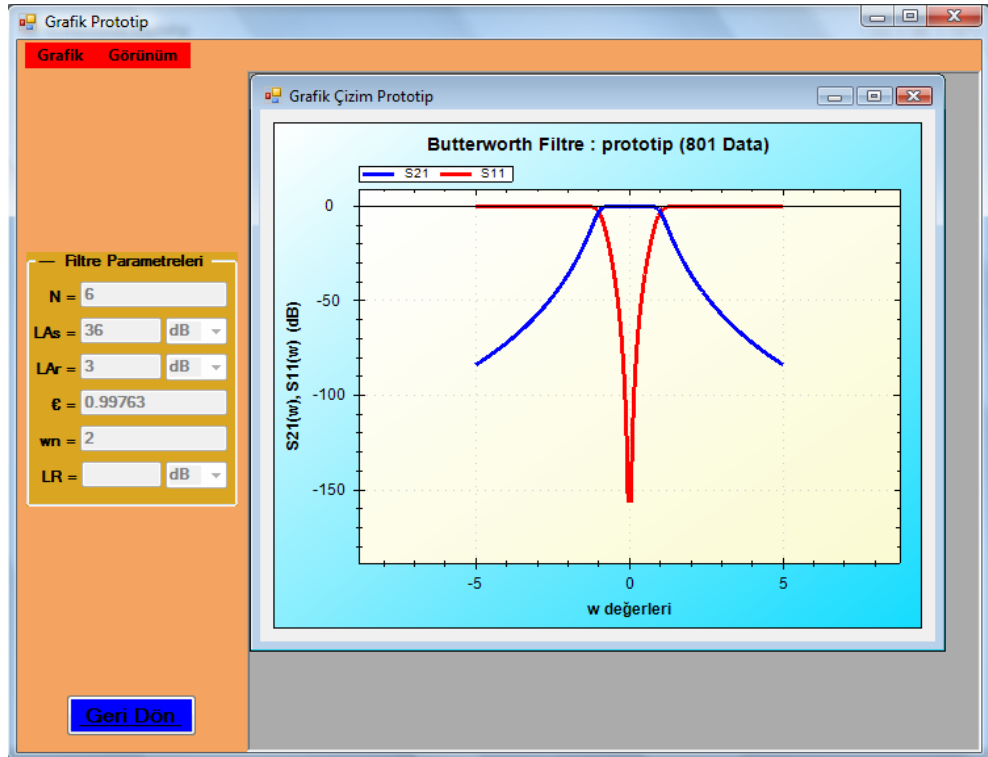 Grafik Prototip
Grafik Görünüm
Grafik Çizim Prototip
Butterworth Filtre : prototip (801 Data)
S21 S11
0
-50
-100
-150
S21(w), S11(w) (dB)
-5 0 5
w değerleri
Filtre Parametreleri
N = 6
LAs = 36 dB
LAr = 3 dB
€ = 0.99763
wn = 2
LR = dB
Geri Dön